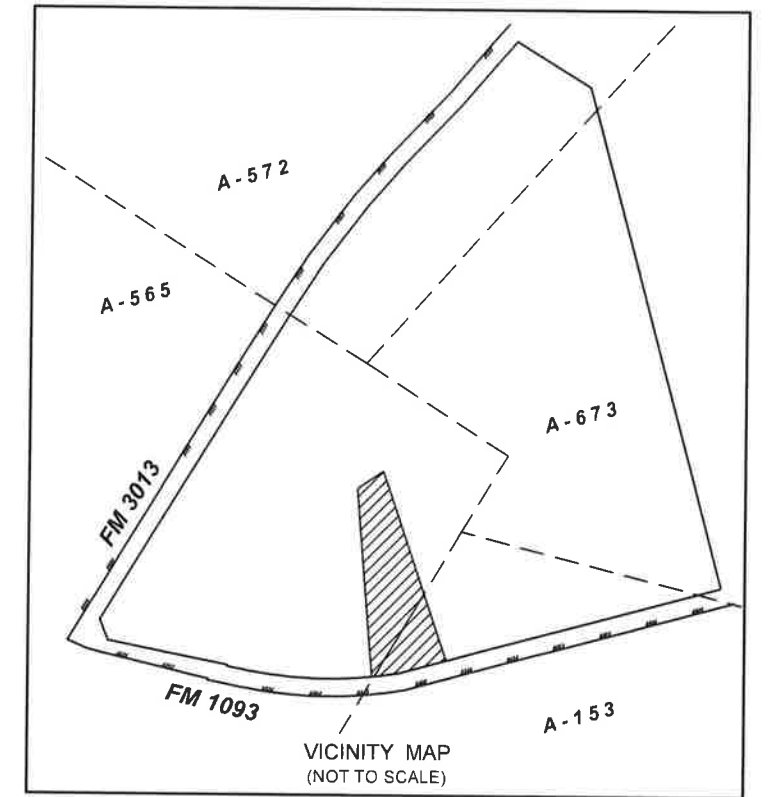 A-572
A-565
A-673
FM 3013
FM 1093
A-153
VICINITY MAP
(NOT TO SCALE)